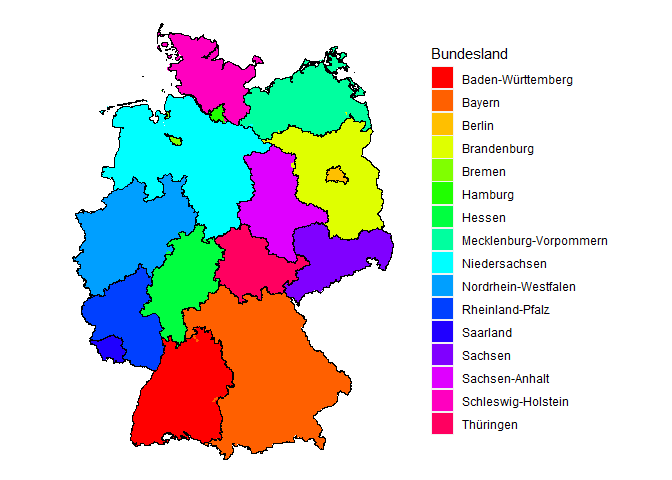 Bundesland
Baden-Württemberg
Bayern
Berlin
Brandenburg
Bremen
Hamburg
Hessen
Mecklenburg-Vorpommern
Niedersachsen
Nordrhein-Westfalen
Rheinland-Pfalz
Saarland
Sachsen
Sachsen-Anhalt
Schleswig-Holstein
Thüringen